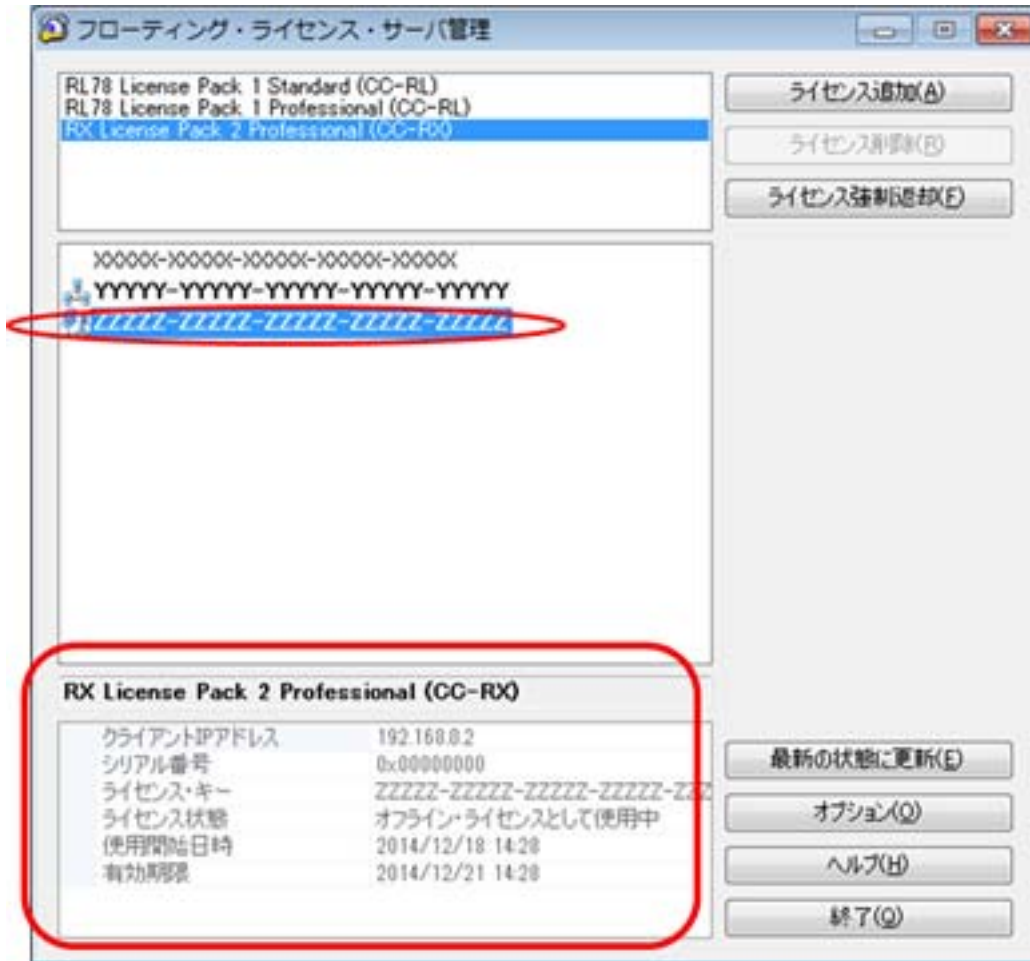 フローティング・ライセンス・サーバ管理
RL78 License Pack 1 Standard (CC-RL)
RL78 License Pack 1 Professional (CC-RL)
RX License Pack 2 Professional (CC-RX)
ライセンス追加(A)
ライセンス削除(R)
ライセンス強制返却(F)
XXXXX-XXXXX-XXXXX-XXXXX-XXXXX
YYYYY-YYYYY-YYYYY-YYYYY-YYYYY
ZZZZZ-ZZZZZ-ZZZZZ-ZZZZZ-ZZZZZ
RX License Pack 2 Professional (CC-RX)
クライアントIPアドレス 192.168.0.2
シリアル番号 0x00000000
ライセンス・キー ZZZZZ-ZZZZZ-ZZZZZ-ZZZZZ-ZZZ
ライセンス状態 オフライン・ライセンスとして使用中
使用開始日時 2014/12/18 14:28
有効期限 2014/12/21 14:28
最新の状態に更新(E)
オプション(O)
ヘルプ(H)
終了(Q)